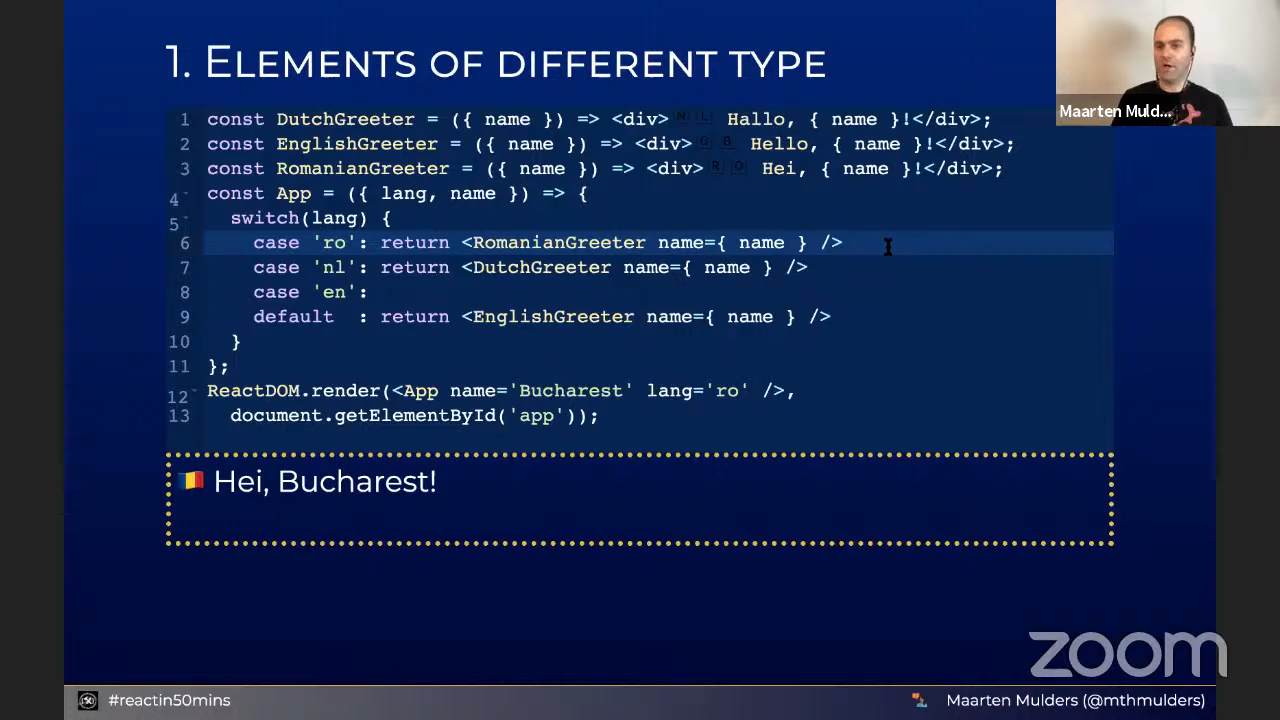 1. Elements of different type
Maarten Muld...
1 const DutchGreeter = ({ name }) => <div>🇳🇱 Hallo, { name }!</div>;
2 const EnglishGreeter = ({ name }) => <div>🇬🇧 Hello, { name }!</div>;
3 const RomanianGreeter = ({ name }) => <div>🇷🇴 Hei, { name }!</div>;
4 const App = ({ lang, name }) => {
5   switch(lang) {
6     case 'ro': return <RomanianGreeter name={ name } />
7     case 'nl': return <DutchGreeter name={ name } />
8     case 'en':
9     default  : return <EnglishGreeter name={ name } />
10   }
11 };
12 ReactDOM.render(<App name='Bucharest' lang='ro' />,
13   document.getElementById('app'));
🇷🇴 Hei, Bucharest!
zoom
#reactin50mins
Maarten Mulders (@mthmulders)